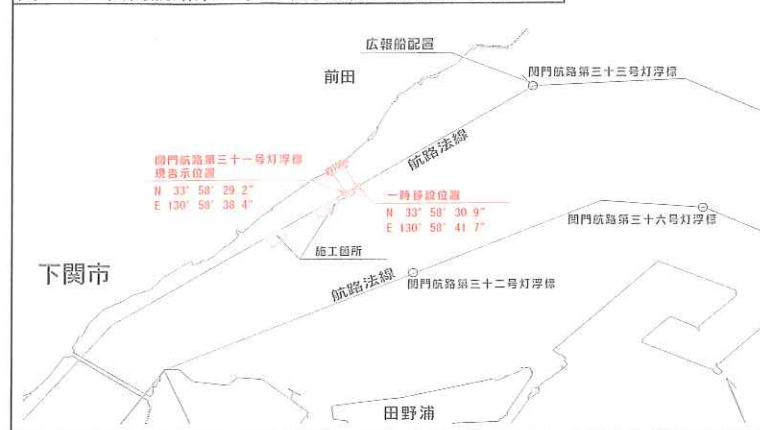 広報船配置
前田
関門航路第三十三号灯浮標
航路法線
関門航路第三十一号灯浮標
現告示位置
N 33° 58′ 29.2″
E 130° 58′ 38.4″
一時移設位置
N 33° 58′ 30.9″
E 130° 58′ 41.7″
関門航路第三十六号灯浮標
施工箇所
下関市
航路法線
関門航路第三十二号灯浮標
田野浦